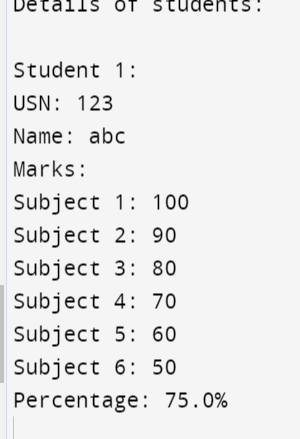 Details of students:
Student 1:
USN: 123
Name: abc
Marks:
Subject 1: 100
Subject 2: 90
Subject 3: 80
Subject 4: 70
Subject 5: 60
Subject 6: 50
Percentage: 75.0%